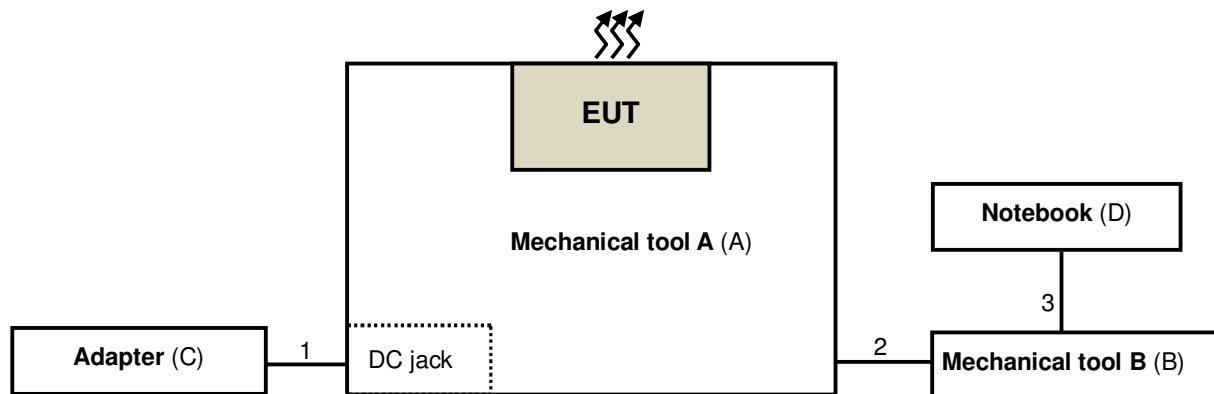 EUT
Notebook (D)
Mechanical tool A (A)
3
Adapter (C)
1
DC jack
2
Mechanical tool B (B)